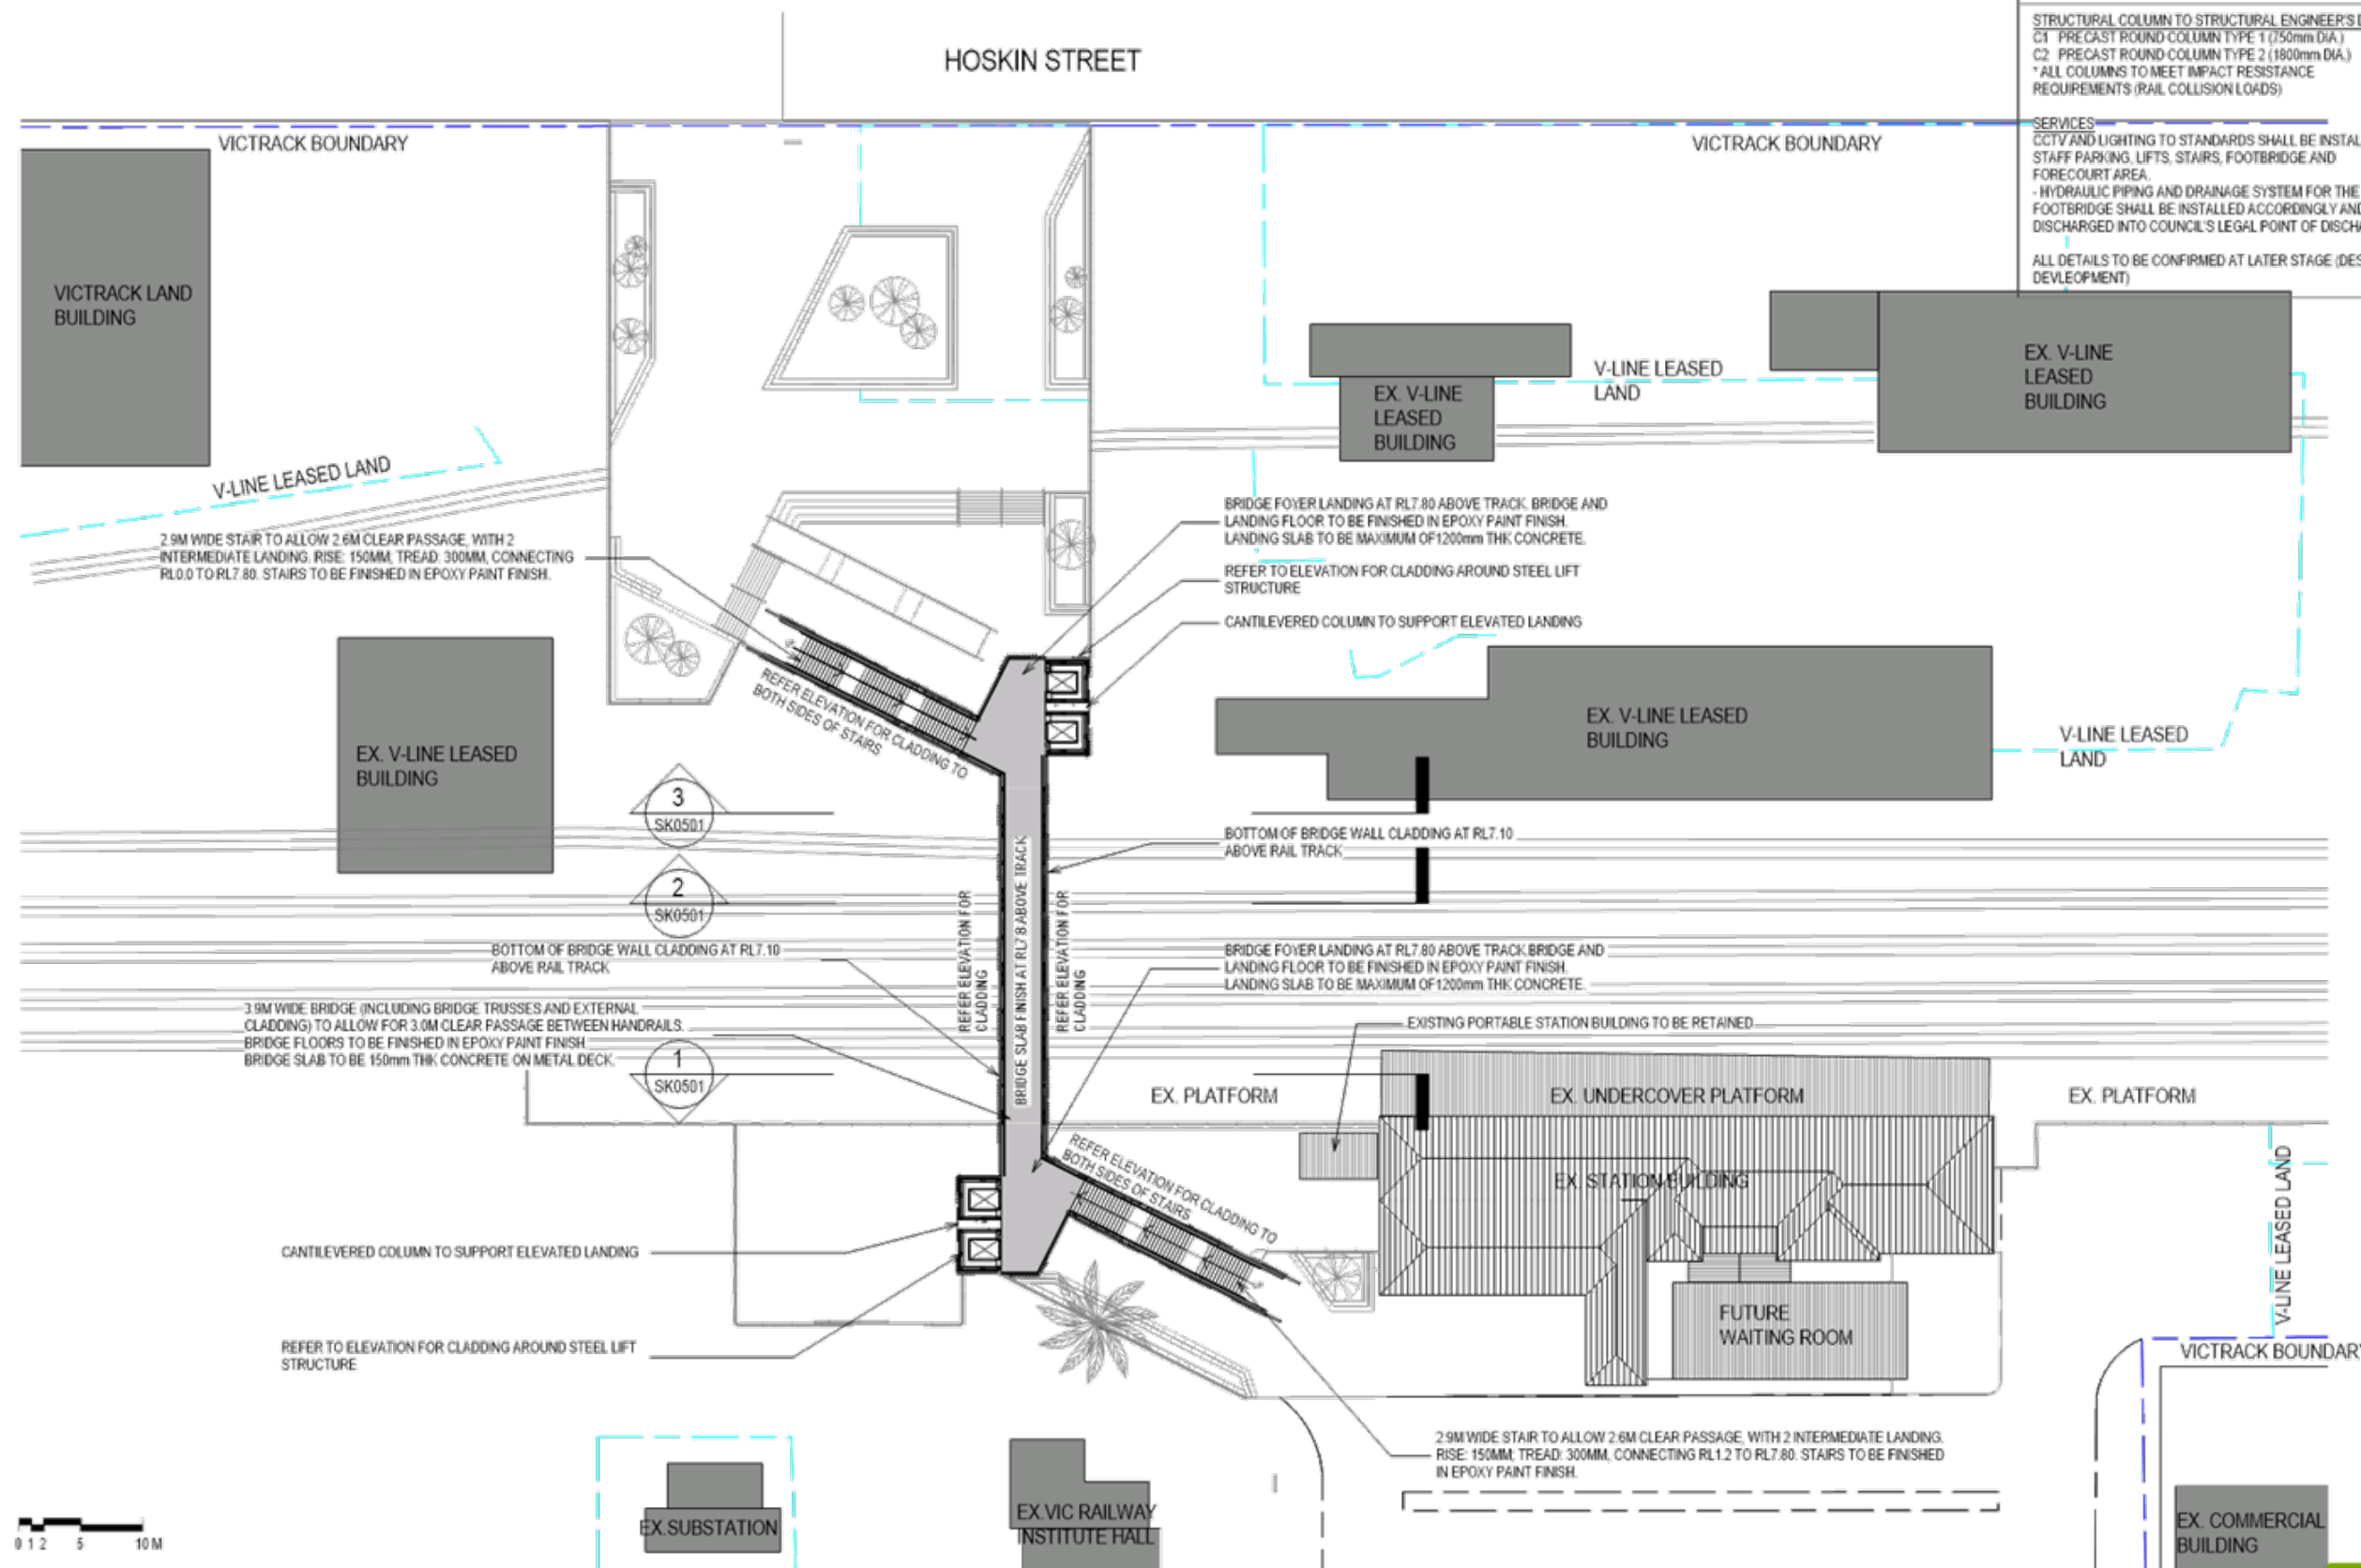 HOSKIN STREET
STRUCTURAL COLUMN TO STRUCTURAL ENGINEER'S
C1 PRECAST ROUND COLUMN TYPE 1 (750mm DIA.)
C2 PRECAST ROUND COLUMN TYPE 2 (1800mm DIA.)
* ALL COLUMNS TO MEET IMPACT RESISTANCE
REQUIREMENTS (RAIL COLLISION LOADS)
SERVICES
CCTV AND LIGHTING TO STANDARDS SHALL BE INSTAL
STAFF PARKING, LIFTS, STAIRS, FOOTBRIDGE AND
FORECOURT AREA.
- HYDRAULIC PIPING AND DRAINAGE SYSTEM FOR THE
FOOTBRIDGE SHALL BE INSTALLED ACCORDINGLY AND
DISCHARGED INTO COUNCIL'S LEGAL POINT OF DISCHA
ALL DETAILS TO BE CONFIRMED AT LATER STAGE (DES
DEVLEOPMENT)
VICTRACK BOUNDARY
VICTRACK BOUNDARY
VICTRACK LAND
BUILDING
V-LINE LEASED
LAND
EX. V-LINE
LEASED
BUILDING
EX. V-LINE
LEASED
BUILDING
V-LINE LEASED LAND
2.9M WIDE STAIR TO ALLOW 2.6M CLEAR PASSAGE, WITH 2
INTERMEDIATE LANDING. RISE: 150MM, TREAD: 300MM, CONNECTING
RL0.0 TO RL7.80. STAIRS TO BE FINISHED IN EPOXY PAINT FINISH.
BRIDGE FOYER LANDING AT RL7.80 ABOVE TRACK. BRIDGE AND
LANDING FLOOR TO BE FINISHED IN EPOXY PAINT FINISH.
LANDING SLAB TO BE MAXIMUM OF1200mm THK CONCRETE.
REFER TO ELEVATION FOR CLADDING AROUND STEEL LIFT
STRUCTURE
CANTILEVERED COLUMN TO SUPPORT ELEVATED LANDING
REFER ELEVATION FOR CLADDING TO
BOTH SIDES OF STAIRS
EX. V-LINE LEASED
BUILDING
EX. V-LINE LEASED
BUILDING
V-LINE LEASED
LAND
3
SK0501
2
SK0501
BOTTOM OF BRIDGE WALL CLADDING AT RL7.10
ABOVE RAIL TRACK
REFER ELEVATION FOR
CLADDING
BRIDGE SLAB FINISH AT RL7.8 ABOVE TRACK
REFER ELEVATION FOR
CLADDING
BOTTOM OF BRIDGE WALL CLADDING AT RL7.10
ABOVE RAIL TRACK
BRIDGE FOYER LANDING AT RL7.80 ABOVE TRACK.BRIDGE AND
LANDING FLOOR TO BE FINISHED IN EPOXY PAINT FINISH.
LANDING SLAB TO BE MAXIMUM OF1200mm THK CONCRETE.
3.9M WIDE BRIDGE (INCLUDING BRIDGE TRUSSES AND EXTERNAL
CLADDING) TO ALLOW FOR 3.0M CLEAR PASSAGE BETWEEN HANDRAILS.
BRIDGE FLOORS TO BE FINISHED IN EPOXY PAINT FINISH
BRIDGE SLAB TO BE 150mm THK CONCRETE ON METAL DECK.
EXISTING PORTABLE STATION BUILDING TO BE RETAINED
1
SK0501
EX. PLATFORM
EX. UNDERCOVER PLATFORM
EX. PLATFORM
REFER ELEVATION FOR CLADDING TO
BOTH SIDES OF STAIRS
EX. STATION BUILDING
V-LINE LEASED LAND
CANTILEVERED COLUMN TO SUPPORT ELEVATED LANDING
FUTURE
WAITING ROOM
REFER TO ELEVATION FOR CLADDING AROUND STEEL LIFT
STRUCTURE
VICTRACK BOUNDARY
2.9M WIDE STAIR TO ALLOW 2.6M CLEAR PASSAGE, WITH 2 INTERMEDIATE LANDING.
RISE: 150MM, TREAD: 300MM, CONNECTING RL1.2 TO RL7.80. STAIRS TO BE FINISHED
IN EPOXY PAINT FINISH.
EX.SUBSTATION
EX.VIC RAILWAY
INSTITUTE HALL
EX. COMMERCIAL
BUILDING
0 1 2 5 10 M